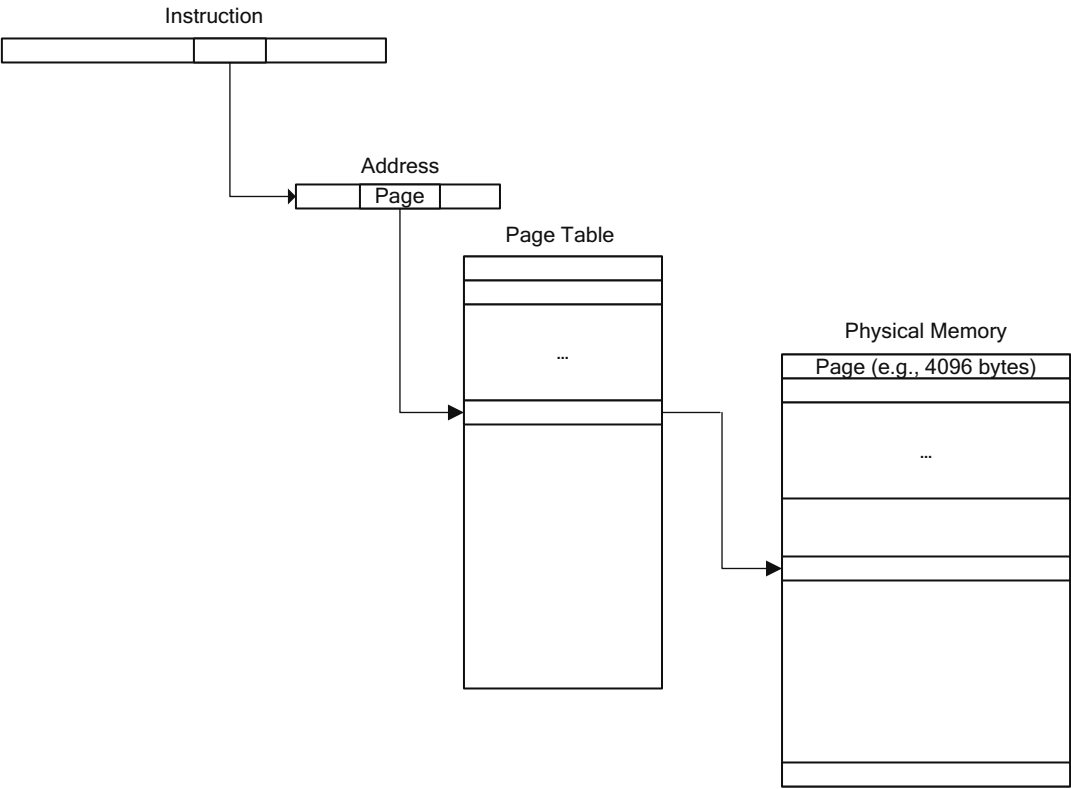 Instruction
Address
Page
Page Table
...
Physical Memory
Page (e.g., 4096 bytes)
...